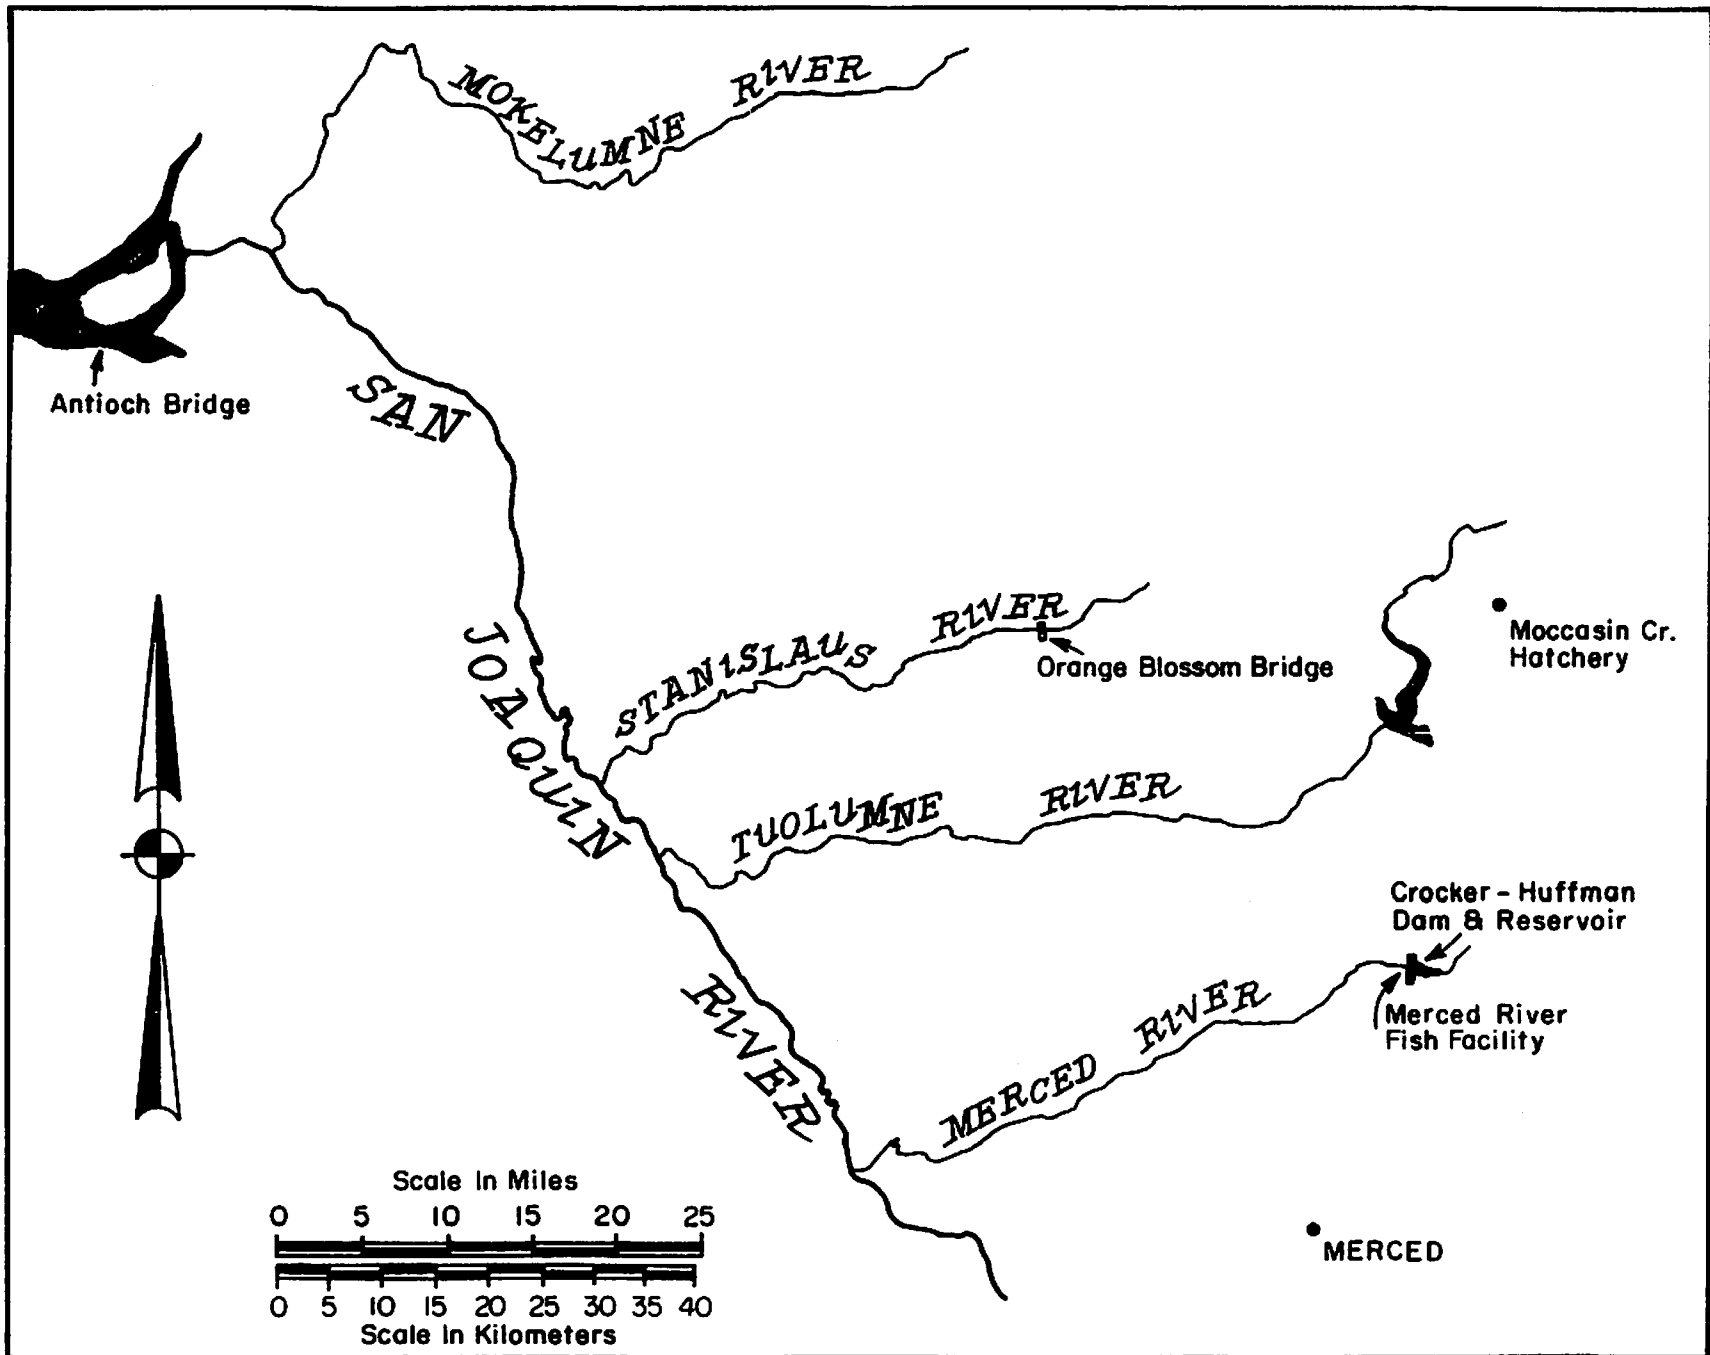 MOKELUMNE RiVER
Antioch Bridge
SAN JOAQUiN RiVER
STANiSLAUS RiVER
Orange Blossom Bridge
Moccasin Cr.
Hatchery
TUOLUMNE RiVER
Crocker - Huffman
Dam & Reservoir
Merced River
Fish Facility
MERCED RiVER
MERCED
Scale In Miles
0 5 10 15 20 25
0 5 10 15 20 25 30 35 40
Scale In Kilometers